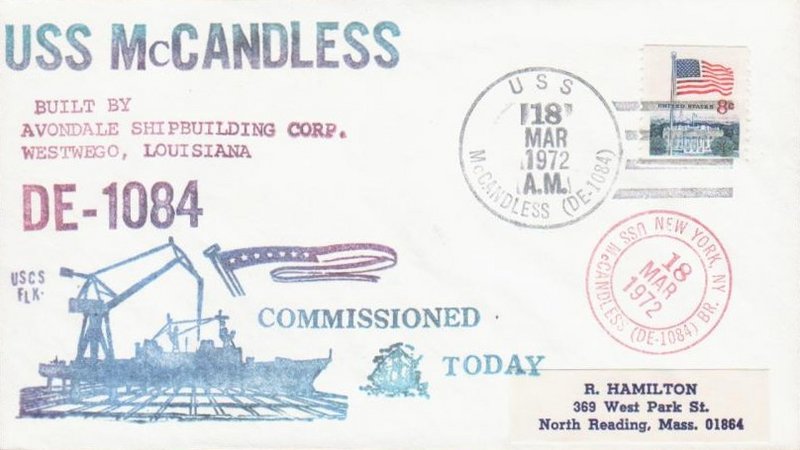 USS McCANDLESS
BUILT BY
AVONDALE SHIPBUILDING CORP.
WESTWEGO, LOUISIANA
DE-1084
USCS
FLK.
COMMISSIONED
TODAY
USS
18
MAR
1972
A.M.
McCANDLESS (DE-1084)
UNITED STATES 8c
NEW YORK, NY
18
MAR
1972
USS McCANDLESS (DE-1084) BR.
R. HAMILTON
369 West Park St.
North Reading, Mass. 01864